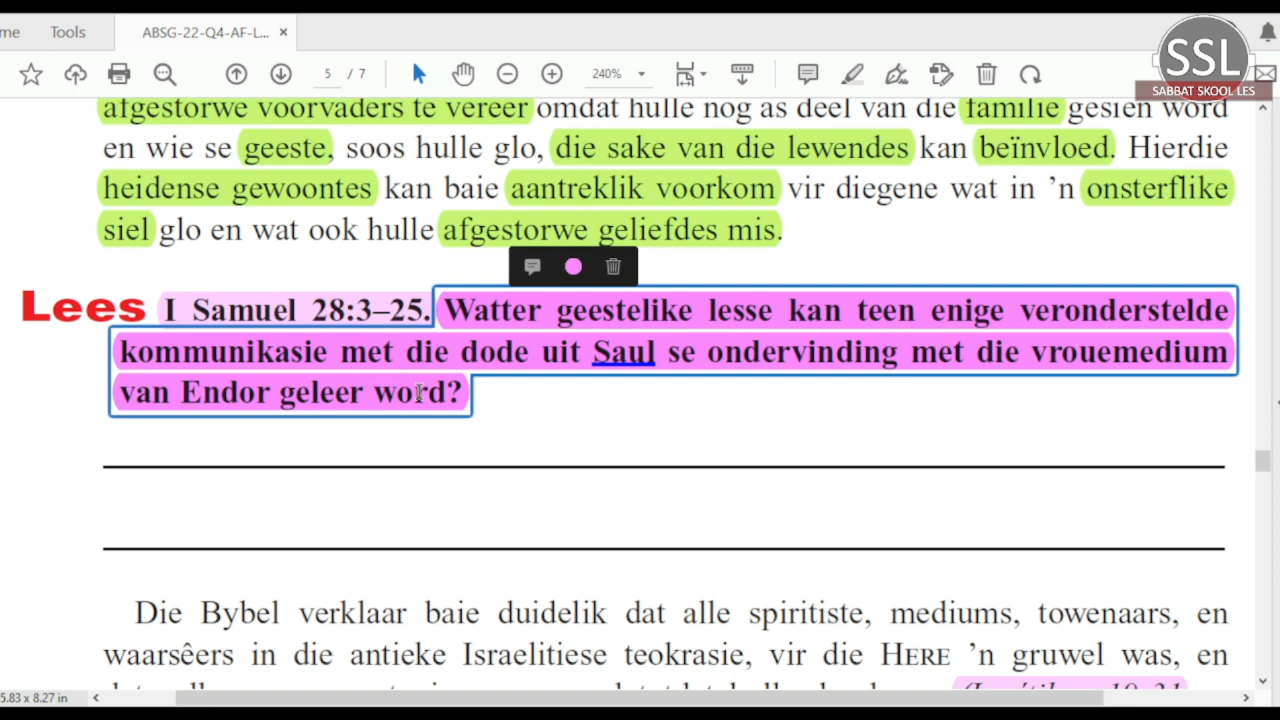 me Tools ABSG-22-Q4-AF-L... ×
SSL
SABBAT SKOOL LES
5 / 7 240%
afgestorwe voorvaders te vereer omdat hulle nog as deel van die familie gesien word
en wie se geeste, soos hulle glo, die sake van die lewendes kan beïnvloed. Hierdie
heidense gewoontes kan baie aantreklik voorkom vir diegene wat in ’n onsterflike
siel glo en wat ook hulle afgestorwe geliefdes mis.
Lees I Samuel 28:3–25. Watter geestelike lesse kan teen enige veronderstelde
kommunikasie met die dode uit Saul se ondervinding met die vrouemedium
van Endor geleer word?
Die Bybel verklaar baie duidelik dat alle spiritiste, mediums, towenaars, en
waarsêers in die antieke Israelitiese teokrasie, vir die HERE ’n gruwel was, en
5.83 x 8.27 in